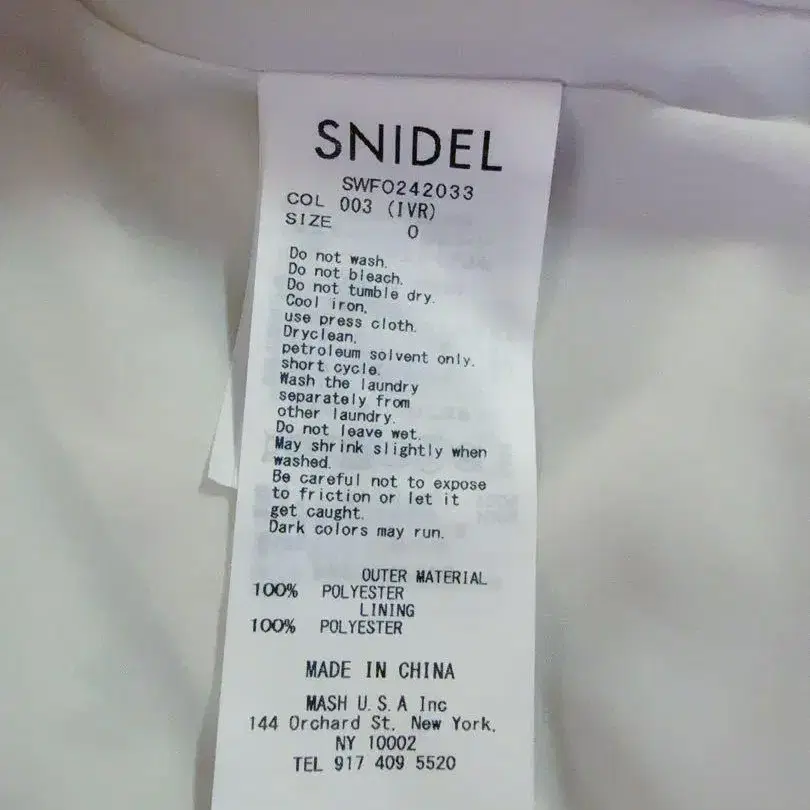 SNIDEL
SWFO242033
COL 003 (IVR)
SIZE 0
Do not wash.
Do not bleach.
Do not tumble dry.
Cool iron,
use press cloth.
Dryclean,
petroleum solvent only.
short cycle.
Wash the laundry
separately from
other laundry.
Do not leave wet.
May shrink slightly when
washed.
Be careful not to expose
to friction or let it
get caught.
Dark colors may run.
OUTER MATERIAL
100% POLYESTER
LINING
100% POLYESTER
MADE IN CHINA
MASH U.S.A Inc
144 Orchard St, New York,
NY 10002
TEL 917 409 5520